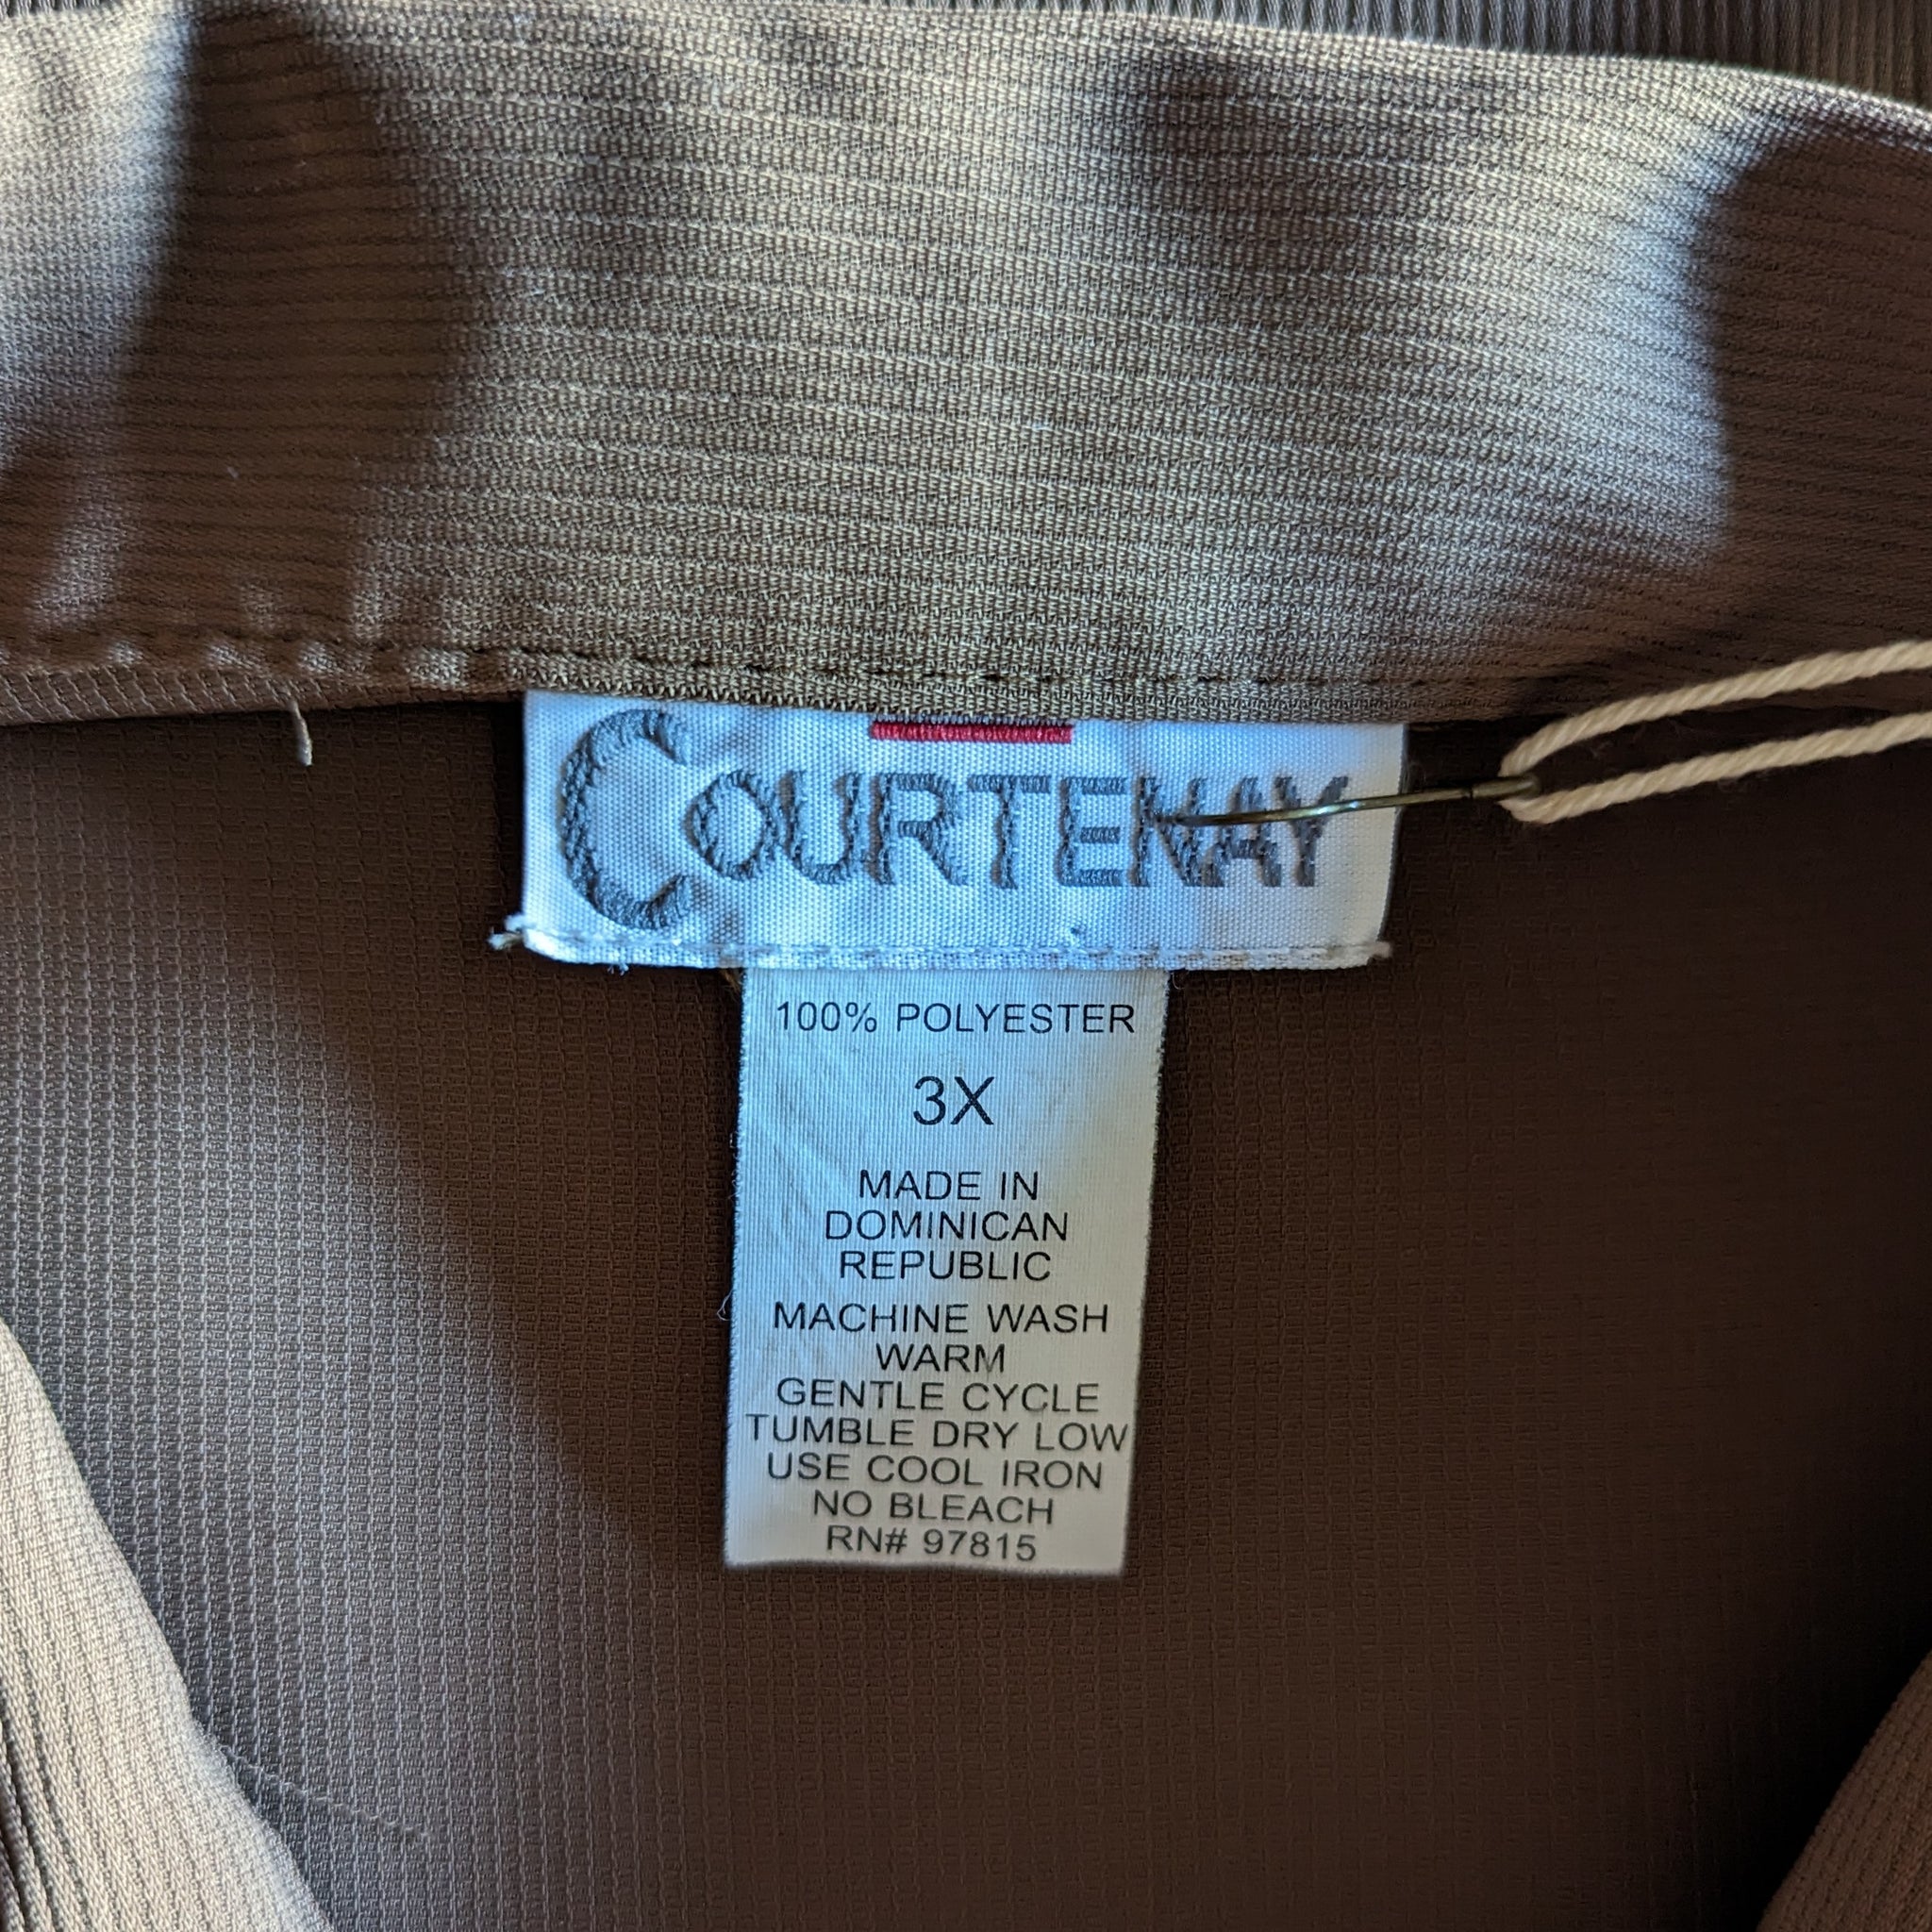 COURTENAY
100% POLYESTER
3X
MADE IN
DOMINICAN
REPUBLIC
MACHINE WASH
WARM
GENTLE CYCLE
TUMBLE DRY LOW
USE COOL IRON
NO BLEACH
RN# 97815